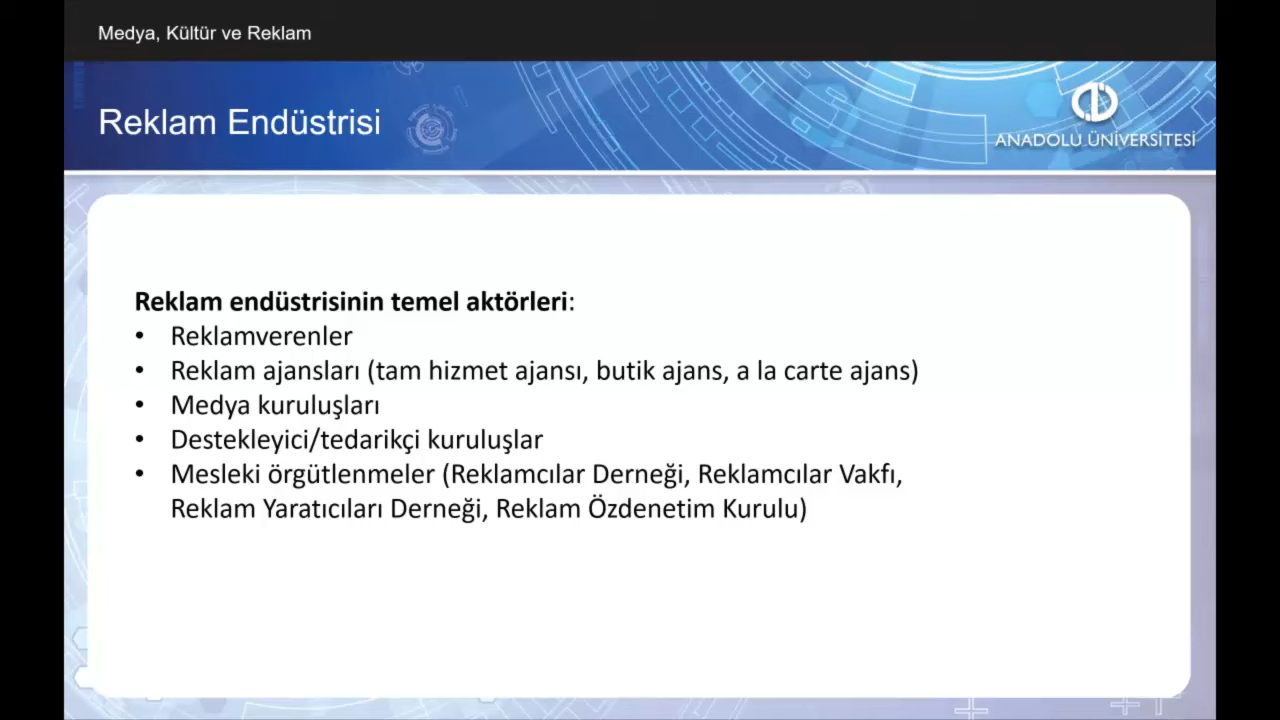 Medya, Kültür ve Reklam
Reklam Endüstrisi
ANADOLU ÜNİVERSİTESİ
Reklam endüstrisinin temel aktörleri:
• Reklamverenler
• Reklam ajansları (tam hizmet ajansı, butik ajans, a la carte ajans)
• Medya kuruluşları
• Destekleyici/tedarikçi kuruluşlar
• Mesleki örgütlenmeler (Reklamcılar Derneği, Reklamcılar Vakfı,
Reklam Yaratıcıları Derneği, Reklam Özdenetim Kurulu)